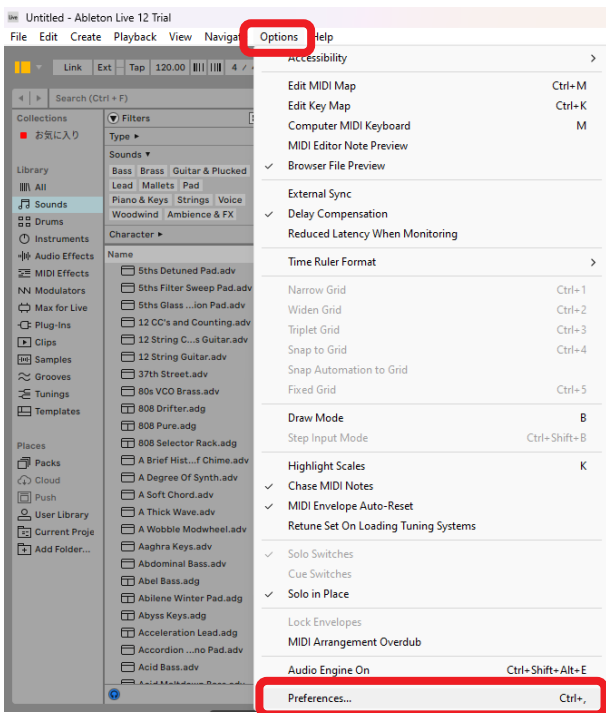 Untitled - Ableton Live 12 Trial
File Edit Create Playback View Navigat Options Help
Link Ext Tap 120.00 4 /
Search (Ctrl + F)
Collections
お気に入り
Library
All
Sounds
Drums
Instruments
Audio Effects
MIDI Effects
Modulators
Max for Live
Plug-Ins
Clips
Samples
Grooves
Tunings
Templates
Places
Packs
Cloud
Push
User Library
Current Proje
Add Folder...
Filters
Type
Sounds
Bass Brass Guitar & Plucked
Lead Mallets Pad
Piano & Keys Strings Voice
Woodwind Ambience & FX
Character
Name
5ths Detuned Pad.adv
5ths Filter Sweep Pad.adv
5ths Glass ...ion Pad.adv
12 CC's and Counting.adv
12 String C...s Guitar.adv
12 String Guitar.adv
37th Street.adv
80s VCO Brass.adv
808 Drifter.adg
808 Pure.adg
808 Selector Rack.adg
A Brief Hist...f Chime.adv
A Degree Of Synth.adv
A Soft Chord.adv
A Thick Wave.adv
A Wobble Modwheel.adv
Aaghra Keys.adv
Abdominal Bass.adv
Abel Bass.adg
Abilene Winter Pad.adg
Abyss Keys.adg
Acceleration Lead.adg
Accordion ...no Pad.adv
Acid Bass.adv
Acid Meltdown Bass.adv
Accessibility
Edit MIDI Map Ctrl+M
Edit Key Map Ctrl+K
Computer MIDI Keyboard M
MIDI Editor Note Preview
Browser File Preview
External Sync
Delay Compensation
Reduced Latency When Monitoring
Time Ruler Format
Narrow Grid Ctrl+1
Widen Grid Ctrl+2
Triplet Grid Ctrl+3
Snap to Grid Ctrl+4
Snap Automation to Grid
Fixed Grid Ctrl+5
Draw Mode B
Step Input Mode Ctrl+Shift+B
Highlight Scales K
Chase MIDI Notes
MIDI Envelope Auto-Reset
Retune Set On Loading Tuning Systems
Solo Switches
Cue Switches
Solo in Place
Lock Envelopes
MIDI Arrangement Overdub
Audio Engine On Ctrl+Shift+Alt+E
Preferences... Ctrl+,